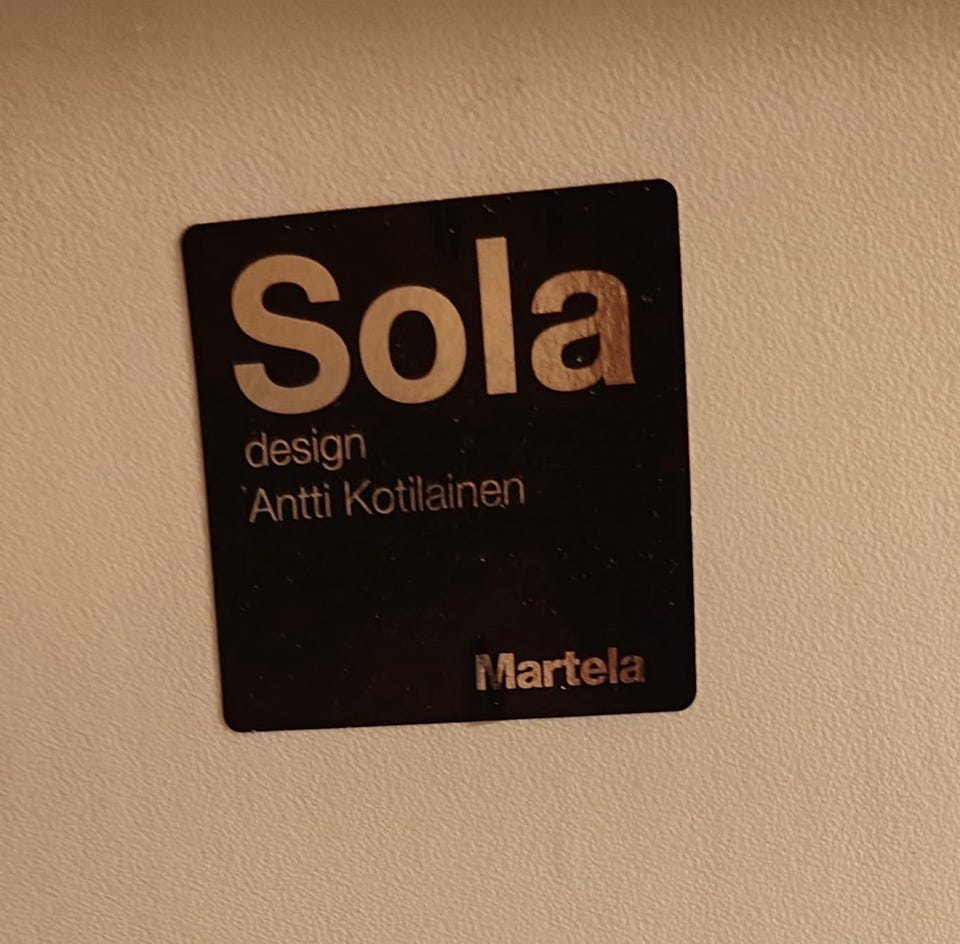 Sola
design
Antti Kotilainen
Martela